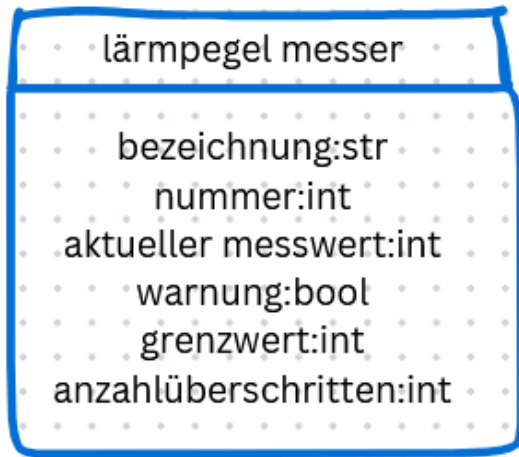 lärmpegel messer
bezeichnung:str
nummer:int
aktueller messwert:int
warnung:bool
grenzwert:int
anzahlüberschritten:int